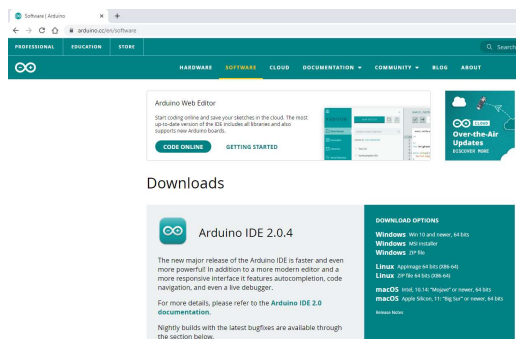 Software | Arduino
arduino.cc/en/software
PROFESSIONAL EDUCATION STORE
Search
HARDWARE SOFTWARE CLOUD DOCUMENTATION COMMUNITY BLOG ABOUT
Arduino Web Editor
Start coding online and save your sketches in the cloud. The most
up-to-date version of the IDE includes all libraries and also
supports new Arduino boards.
CODE ONLINE GETTING STARTED
CLOUD
Over-the-Air
Updates
DISCOVER MORE
Downloads
Arduino IDE 2.0.4
The new major release of the Arduino IDE is faster and even
more powerful! In addition to a more modern editor and a
more responsive interface it features autocompletion, code
navigation, and even a live debugger.
For more details, please refer to the Arduino IDE 2.0
documentation.
Nightly builds with the latest bugfixes are available through
the section below.
DOWNLOAD OPTIONS
Windows Win 10 and newer, 64 bits
Windows MSI installer
Windows ZIP file
Linux AppImage 64 bits (X86-64)
Linux ZIP file 64 bits (X86-64)
macOS Intel, 10.14: "Mojave" or newer, 64 bits
macOS Apple Silicon, 11: "Big Sur" or newer, 64 bits
Release Notes